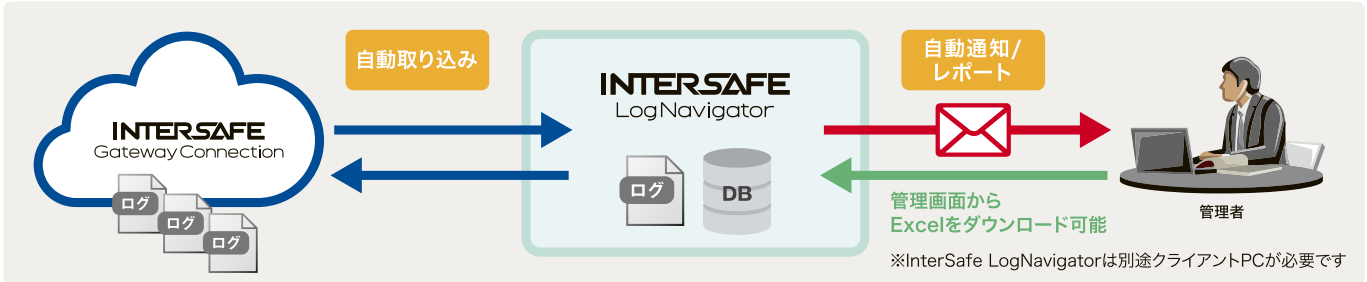 自動取り込み
INTERSAFE
Gateway Connection
ログ
ログ
ログ
INTERSAFE
LogNavigator
ログ
DB
自動通知/
レポート
管理画面から
Excelをダウンロード可能
管理者
※InterSafe LogNavigatorは別途クライアントPCが必要です